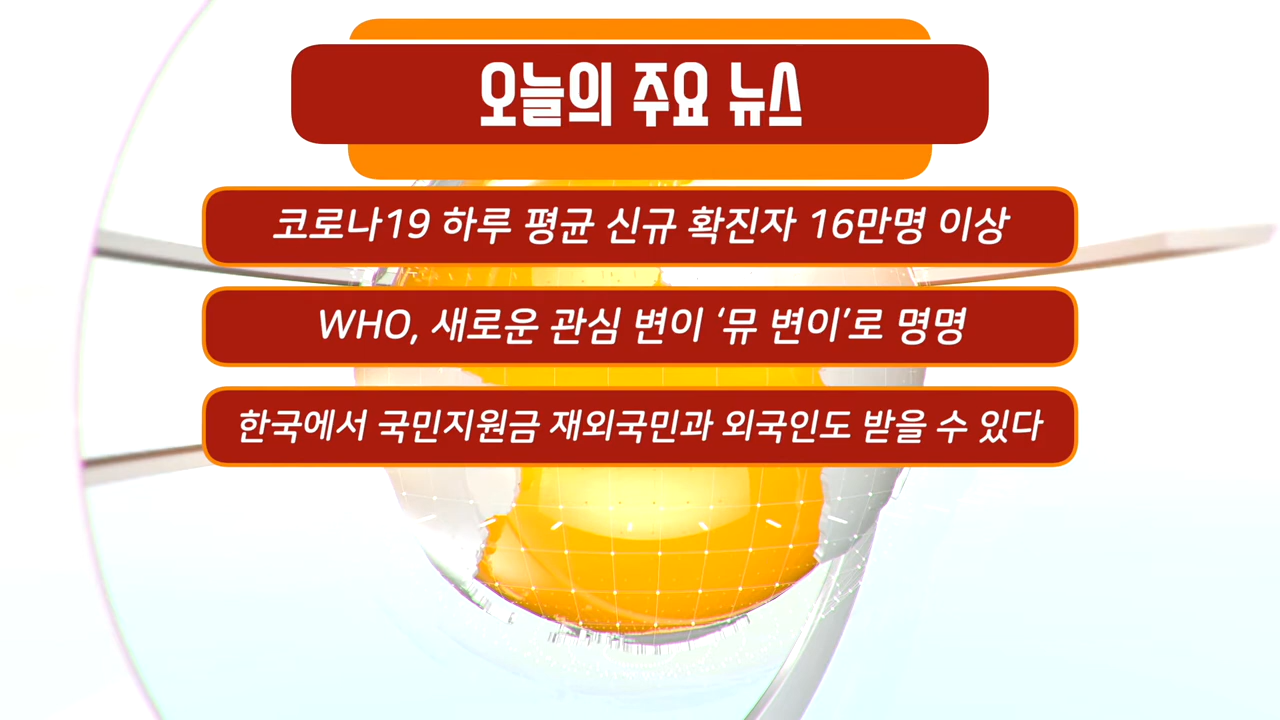 오늘의 주요 뉴스
코로나19 하루 평균 신규 확진자 16만명 이상
WHO, 새로운 관심 변이 ‘뮤 변이’로 명명
한국에서 국민지원금 재외국민과 외국인도 받을 수 있다